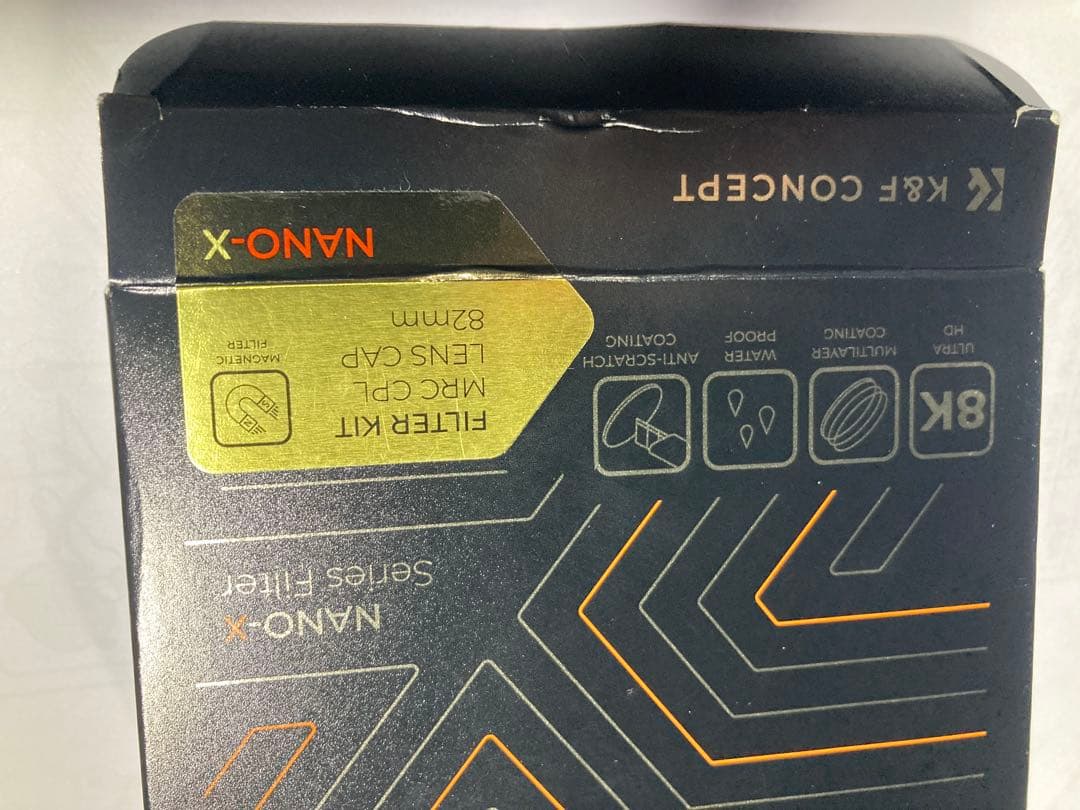 NANO-X
Series Filter
8K
ULTRA
HD
MULTILAYER
COATING
WATER
PROOF
ANTI-SCRATCH
COATING
FILTER KIT
MRC CPL
LENS CAP
82mm
N
S
MAGNETIC
FILTER
K&F CONCEPT
NANO-X